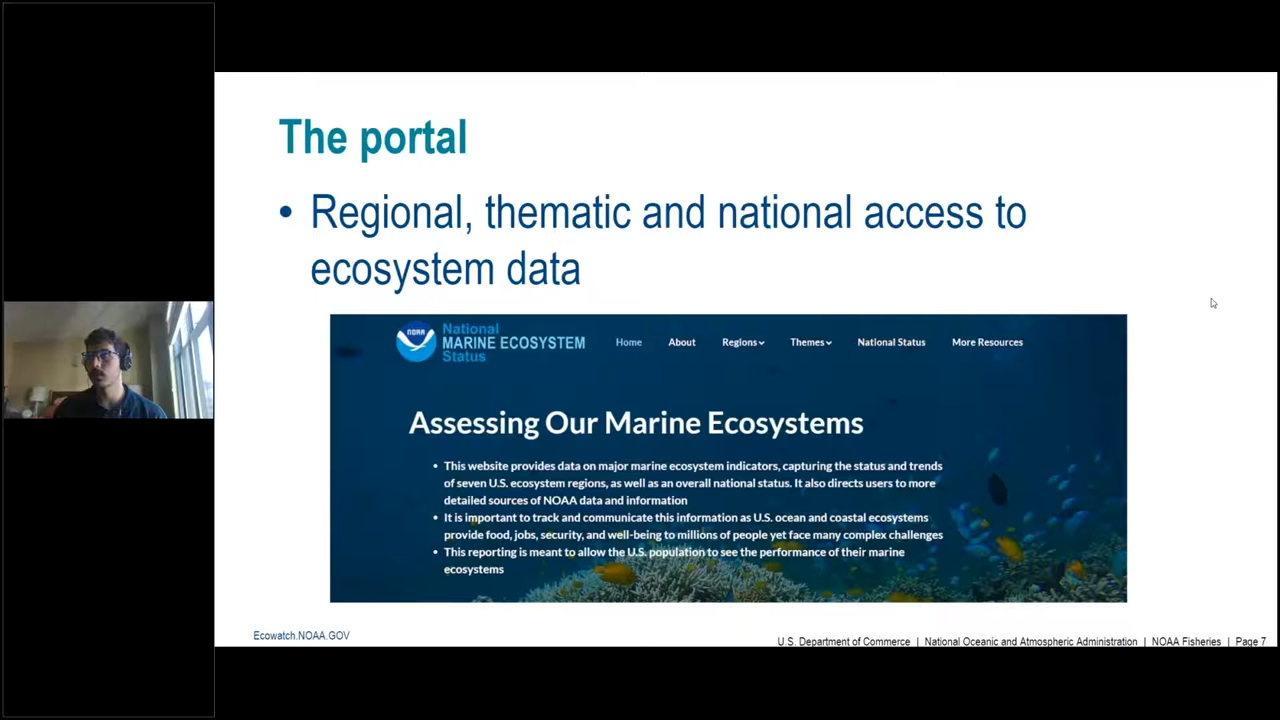 The portal
• Regional, thematic and national access to
ecosystem data
NOAA
National
MARINE ECOSYSTEM
Status
Home About Regions Themes National Status More Resources
Assessing Our Marine Ecosystems
• This website provides data on major marine ecosystem indicators, capturing the status and trends
of seven U.S. ecosystem regions, as well as an overall national status. It also directs users to more
detailed sources of NOAA data and information
• It is important to track and communicate this information as U.S. ocean and coastal ecosystems
provide food, jobs, security, and well-being to millions of people yet face many complex challenges
• This reporting is meant to allow the U.S. population to see the performance of their marine
ecosystems
Ecowatch.NOAA.GOV
U.S. Department of Commerce | National Oceanic and Atmospheric Administration | NOAA Fisheries | Page 7